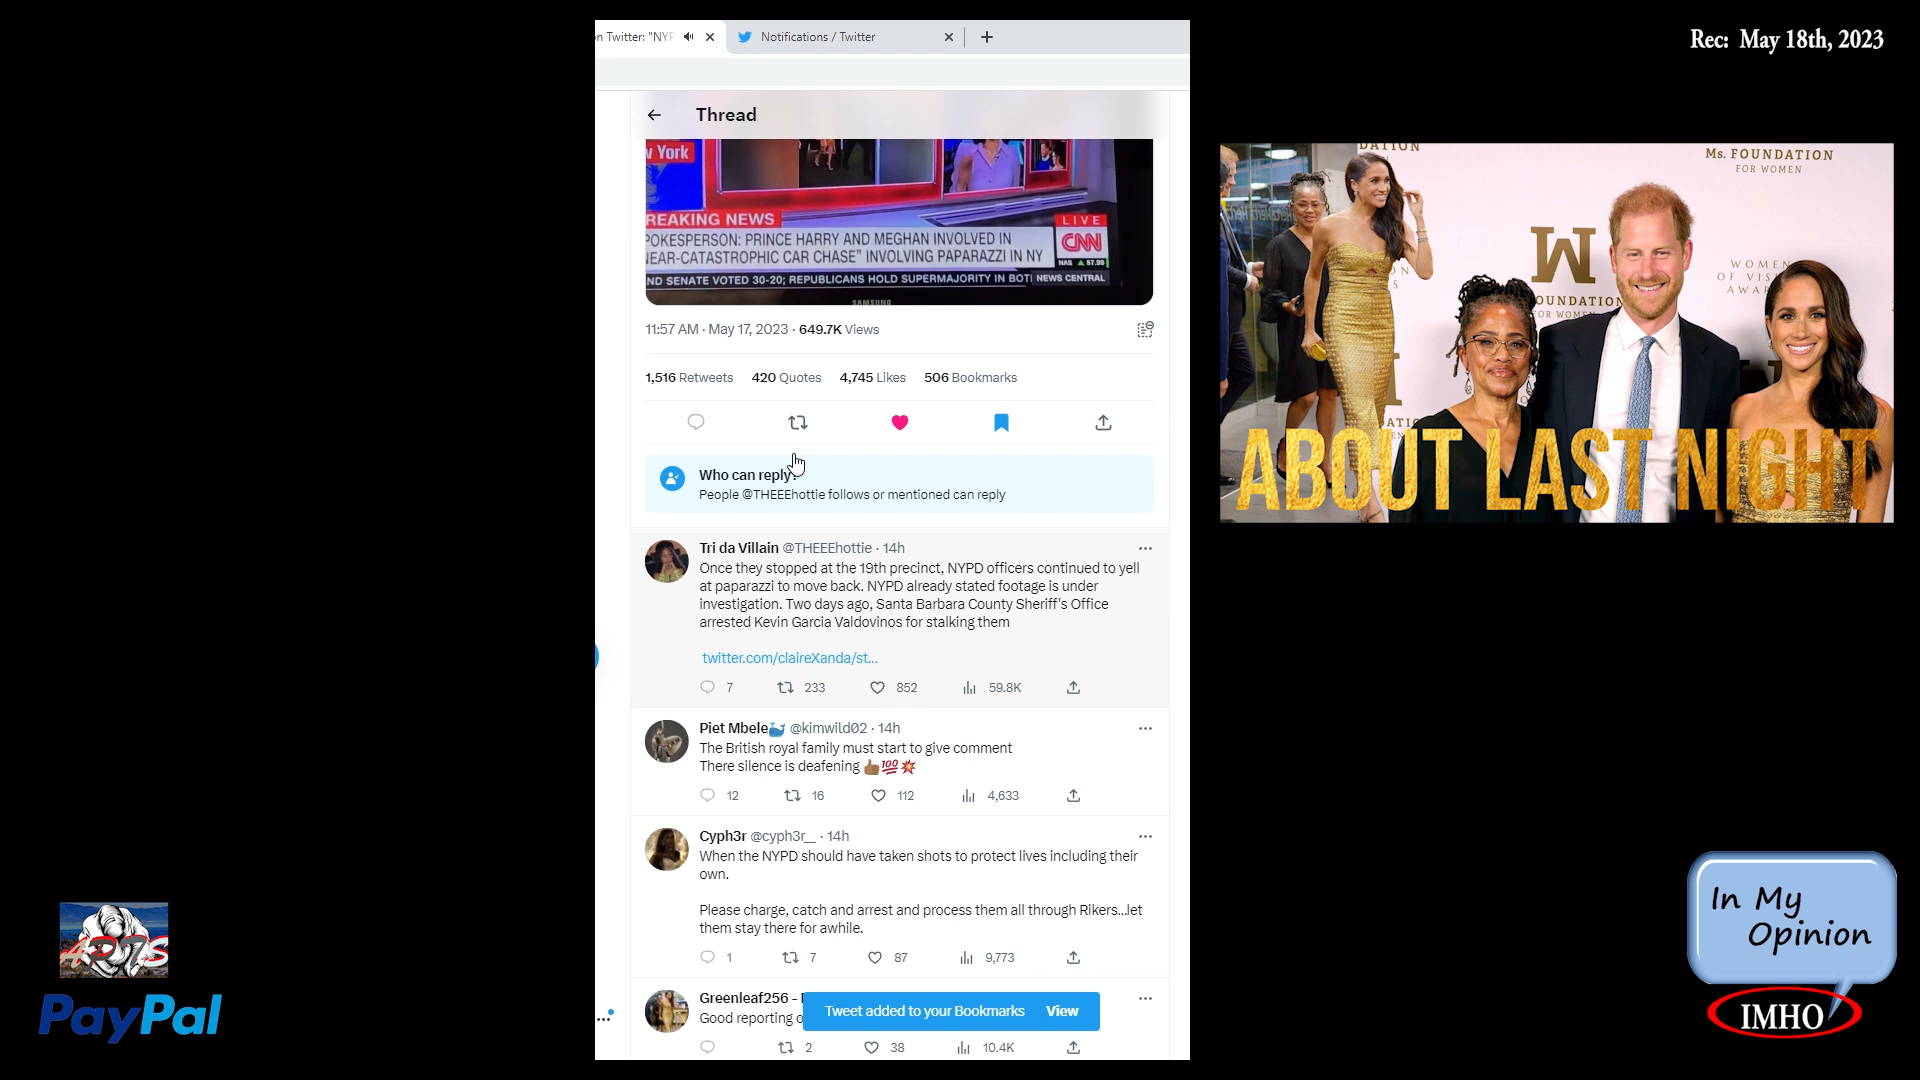 n Twitter: "NYP
Notifications / Twitter
Rec: May 18th, 2023
Thread
v York
REAKING NEWS
LIVE
POKESPERSON: PRINCE HARRY AND MEGHAN INVOLVED IN
EAR-CATASTROPHIC CAR CHASE" INVOLVING PAPARAZZI IN NY
CNN
NAS ▲ 57.99
ND SENATE VOTED 30-20; REPUBLICANS HOLD SUPERMAJORITY IN BOT
NEWS CENTRAL
SAMSUNG
11:57 AM · May 17, 2023 · 649.7K Views
1,516 Retweets 420 Quotes 4,745 Likes 506 Bookmarks
Who can reply?
People @THEEEhottie follows or mentioned can reply
Tri da Villain @THEEEhottie · 14h
Once they stopped at the 19th precinct, NYPD officers continued to yell
at paparazzi to move back. NYPD already stated footage is under
investigation. Two days ago, Santa Barbara County Sheriff's Office
arrested Kevin Garcia Valdovinos for stalking them
twitter.com/claireXanda/st...
7 233 852 59.8K
Piet Mbele🐳 @kimwild02 · 14h
The British royal family must start to give comment
There silence is deafening 👍🏾💯💥
12 16 112 4,633
Cyph3r @cyph3r__ · 14h
When the NYPD should have taken shots to protect lives including their
own.
Please charge, catch and arrest and process them all through Rikers...let
them stay there for awhile.
1 7 87 9,773
Greenleaf256 -
Good reporting o
Tweet added to your Bookmarks View
2 38 10.4K
DATION
Ms. FOUNDATION
FOR WOMEN
W
WOMEN
OF VIS
AWAR
OUNDATION
FOR WOMEN
ABOUT LAST NIGHT
PayPal
In My
Opinion
IMHO